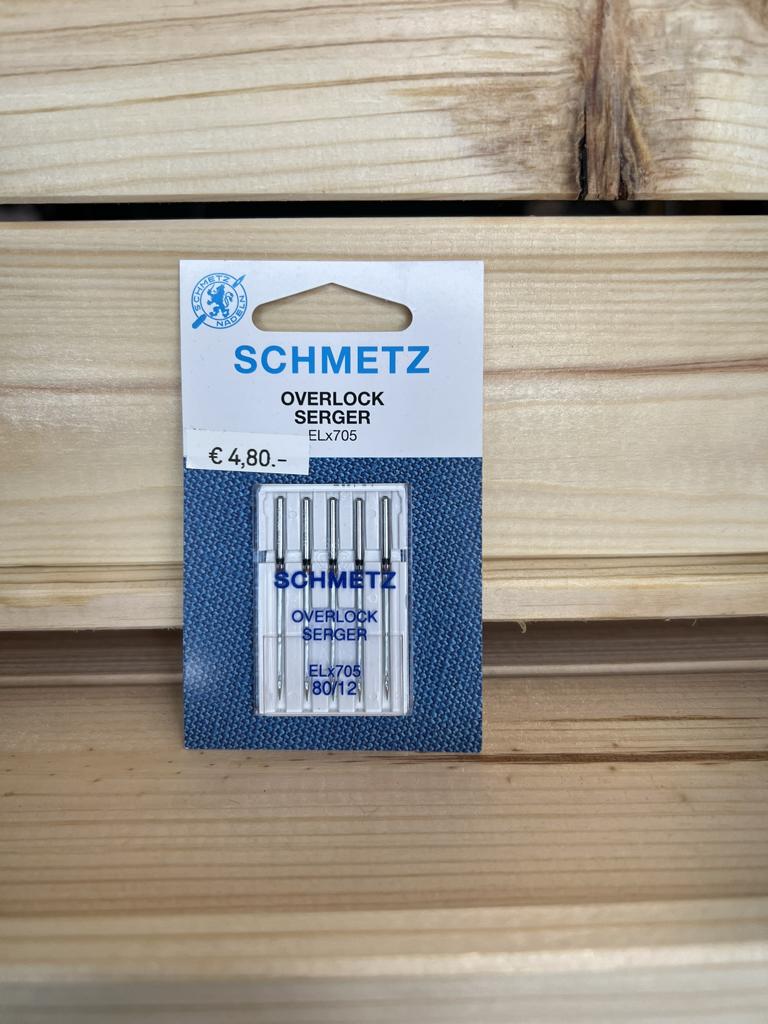 SCHMETZ
NADELN
SCHMETZ
OVERLOCK
SERGER
ELx705
€ 4,80.-
SCHMETZ
OVERLOCK
SERGER
ELx705
80/12